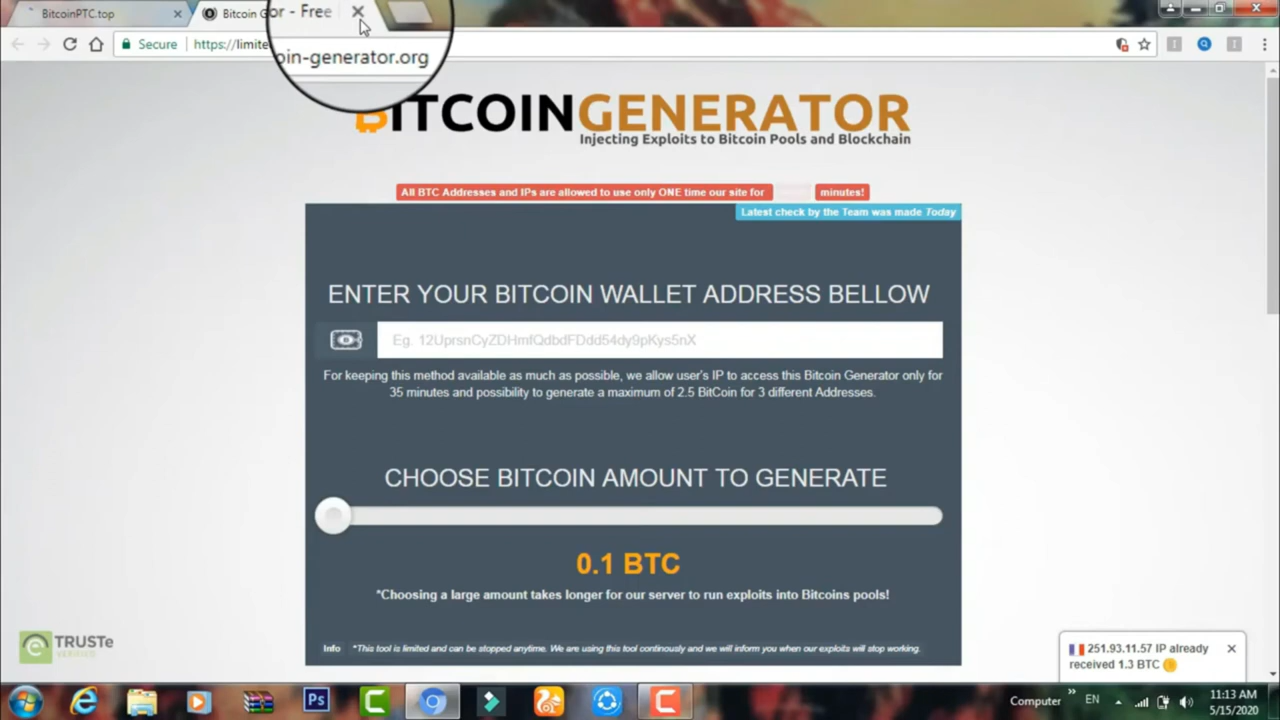 BitcoinPTC.top
Bitcoin G
or - Free
Secure
https://limite
oin-generator.org
BITCOINGENERATOR
Injecting Exploits to Bitcoin Pools and Blockchain
All BTC Addresses and IPs are allowed to use only ONE time our site for
minutes!
Latest check by the Team was made Today
ENTER YOUR BITCOIN WALLET ADDRESS BELLOW
Eg. 12UprsnCyZDHmfQdbdFDdd54dy9pKys5nX
For keeping this method available as much as possible, we allow user's IP to access this Bitcoin Generator only for
35 minutes and possibility to generate a maximum of 2.5 BitCoin for 3 different Addresses.
CHOOSE BITCOIN AMOUNT TO GENERATE
0.1 BTC
*Choosing a large amount takes longer for our server to run exploits into Bitcoins pools!
Info *This tool is limited and can be stopped anytime. We are using this tool continously and we will inform you when our exploits will stop working.
TRUSTe
VERIFIED
251.93.11.57 IP already
received 1.3 BTC
Ps
Computer
EN
11:13 AM
5/15/2020